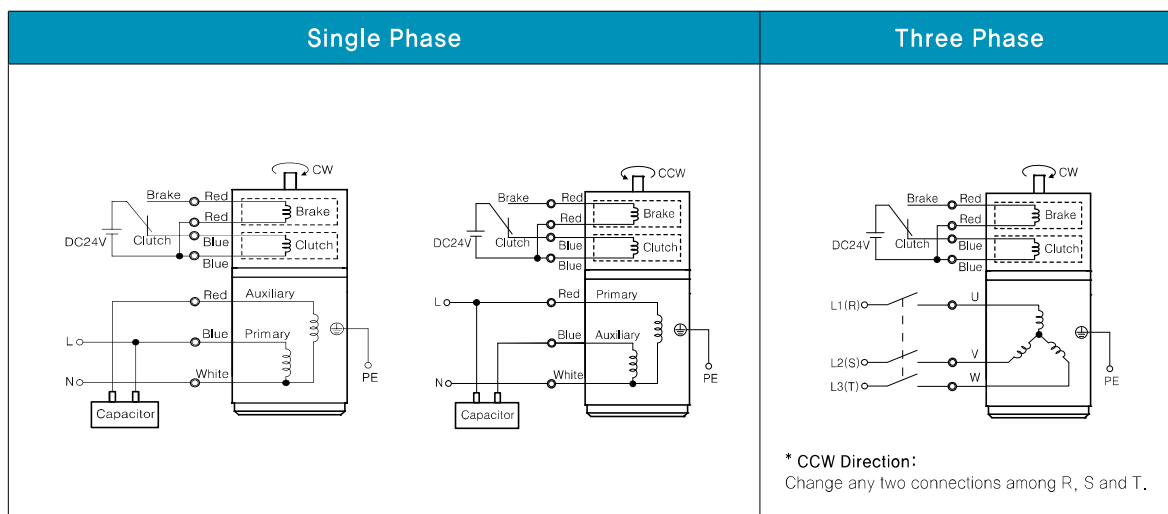 Single Phase
Three Phase
CW
Brake
Red
Red
Brake
DC24V
Clutch
Blue
Clutch
Blue
Red
Auxiliary
L
Blue
Primary
N
White
PE
Capacitor
CCW
Brake
Red
Red
Brake
DC24V
Clutch
Blue
Clutch
Blue
L
Red
Primary
Blue
Auxiliary
N
White
PE
Capacitor
CW
Brake
Red
Red
Brake
DC24V
Clutch
Blue
Clutch
Blue
L1(R)
U
L2(S)
V
L3(T)
W
PE
* CCW Direction:
Change any two connections among R, S and T.